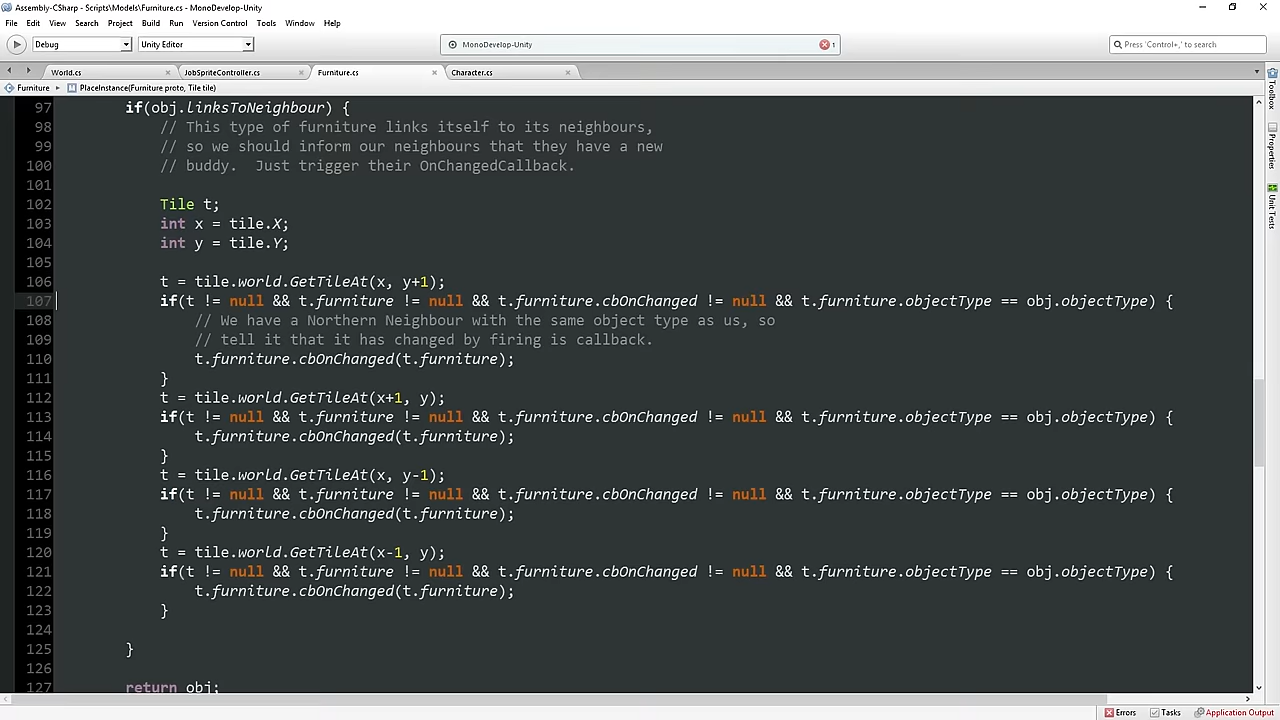 Assembly-CSharp - Scripts\Models\Furniture.cs - MonoDevelop-Unity
File Edit View Search Project Build Run Version Control Tools Window Help
Debug Unity Editor MonoDevelop-Unity 1 Press 'Control+,' to search
World.cs JobSpriteController.cs Furniture.cs Character.cs
Furniture PlaceInstance(Furniture proto, Tile tile)
97 if(obj.linksToNeighbour) {
98 // This type of furniture links itself to its neighbours,
99 // so we should inform our neighbours that they have a new
100 // buddy.  Just trigger their OnChangedCallback.
101
102 Tile t;
103 int x = tile.X;
104 int y = tile.Y;
105
106 t = tile.world.GetTileAt(x, y+1);
107 if(t != null && t.furniture != null && t.furniture.cbOnChanged != null && t.furniture.objectType == obj.objectType) {
108 // We have a Northern Neighbour with the same object type as us, so
109 // tell it that it has changed by firing is callback.
110 t.furniture.cbOnChanged(t.furniture);
111 }
112 t = tile.world.GetTileAt(x+1, y);
113 if(t != null && t.furniture != null && t.furniture.cbOnChanged != null && t.furniture.objectType == obj.objectType) {
114 t.furniture.cbOnChanged(t.furniture);
115 }
116 t = tile.world.GetTileAt(x, y-1);
117 if(t != null && t.furniture != null && t.furniture.cbOnChanged != null && t.furniture.objectType == obj.objectType) {
118 t.furniture.cbOnChanged(t.furniture);
119 }
120 t = tile.world.GetTileAt(x-1, y);
121 if(t != null && t.furniture != null && t.furniture.cbOnChanged != null && t.furniture.objectType == obj.objectType) {
122 t.furniture.cbOnChanged(t.furniture);
123 }
124
125 }
126
127 return obj;
Toolbox
Properties
Unit Tests
Errors Tasks Application Output